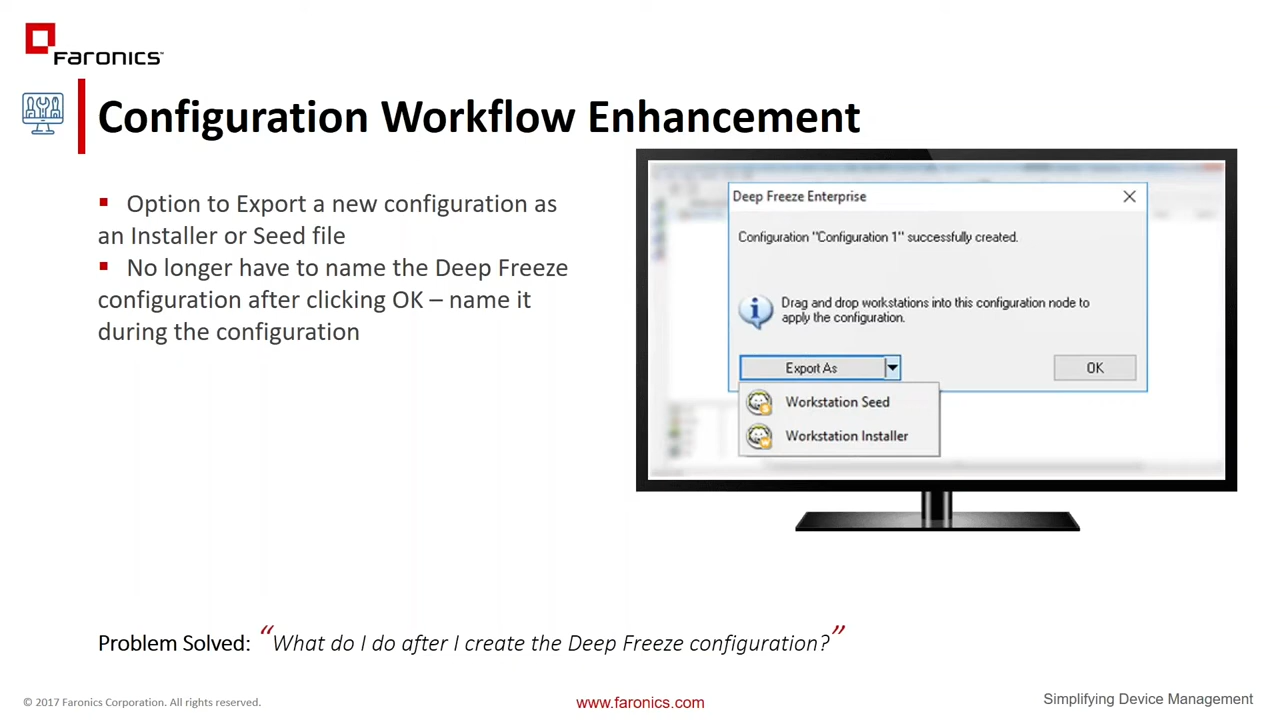 FARONICS™
Configuration Workflow Enhancement
▪ Option to Export a new configuration as
an Installer or Seed file
▪ No longer have to name the Deep Freeze
configuration after clicking OK – name it
during the configuration
Deep Freeze Enterprise
Configuration "Configuration 1" successfully created.
Drag and drop workstations into this configuration node to
apply the configuration.
Export As
OK
Workstation Seed
Workstation Installer
Problem Solved: “What do I do after I create the Deep Freeze configuration?”
© 2017 Faronics Corporation. All rights reserved.
www.faronics.com
Simplifying Device Management